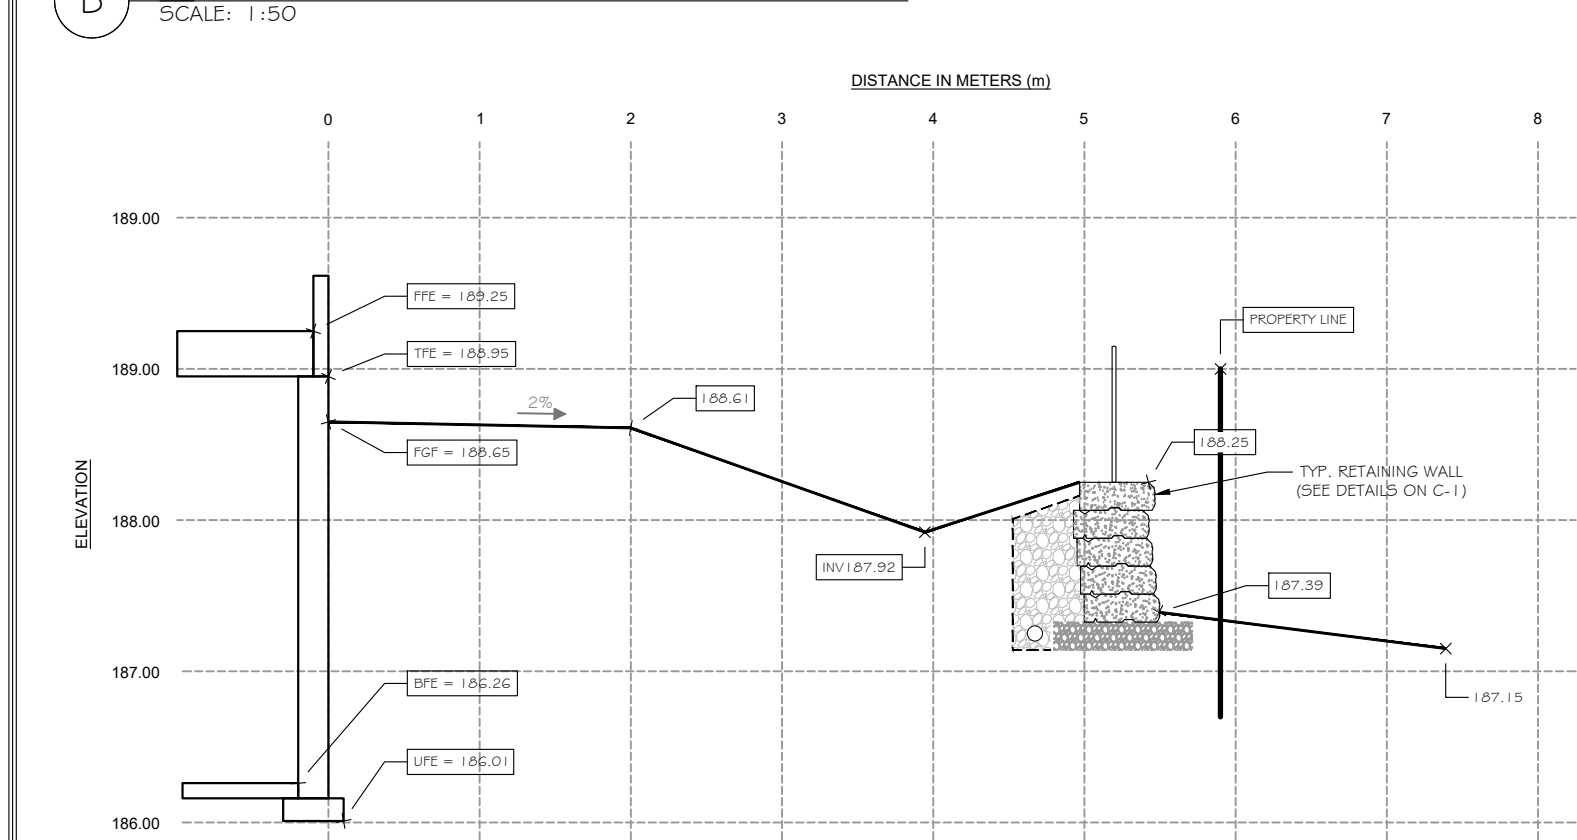 B
SCALE: 1:50
DISTANCE IN METERS (m)
0 1 2 3 4 5 6 7 8
189.00
FFE = 189.25
PROPERTY LINE
TFE = 188.95
189.00
2%
188.61
188.25
FGF = 188.65
TYP. RETAINING WALL
(SEE DETAILS ON C-1)
ELEVATION
188.00
INV187.92
187.39
187.00
BFE = 186.26
187.15
UFE = 186.01
186.00